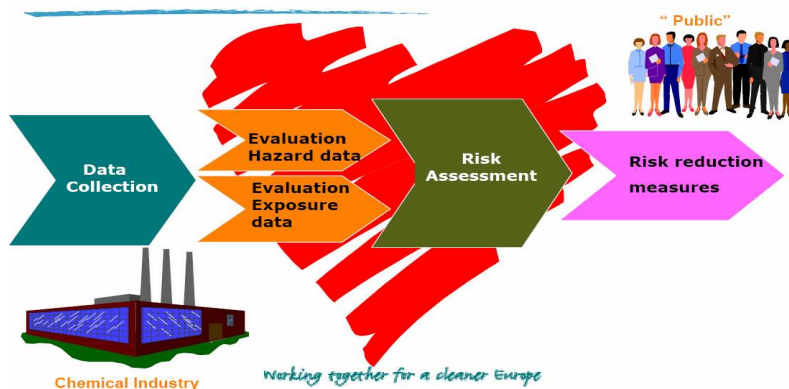 “ Public”
Data
Collection
Evaluation
Hazard data
Evaluation
Exposure
data
Risk
Assessment
Risk reduction
measures
Chemical Industry
Working together for a cleaner Europe